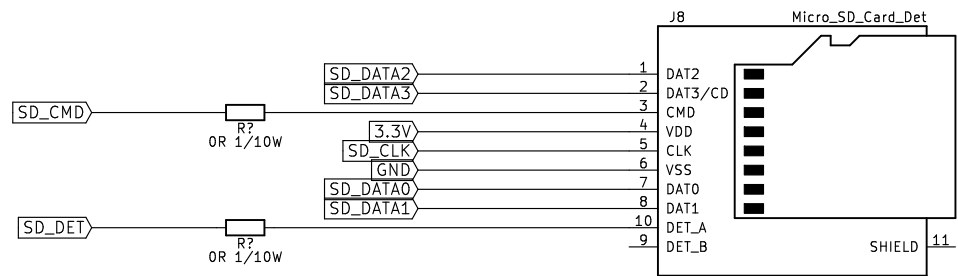 J8 Micro_SD_Card_Det
SD_DATA2 1 DAT2
SD_DATA3 2 DAT3/CD
SD_CMD 3 CMD
R?
0R 1/10W
3.3V 4 VDD
SD_CLK 5 CLK
GND 6 VSS
SD_DATA0 7 DAT0
SD_DATA1 8 DAT1
SD_DET 10 DET_A
R?
0R 1/10W
9 DET_B
SHIELD 11